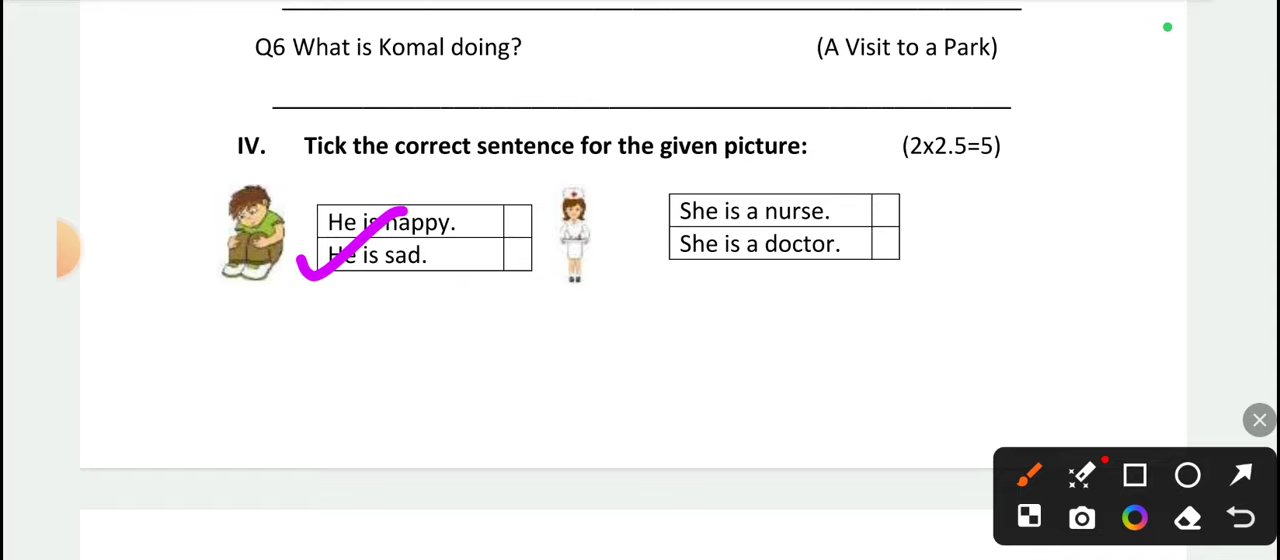 Q6 What is Komal doing? (A Visit to a Park)
IV. Tick the correct sentence for the given picture: (2x2.5=5)
He is happy.
He is sad.
She is a nurse.
She is a doctor.